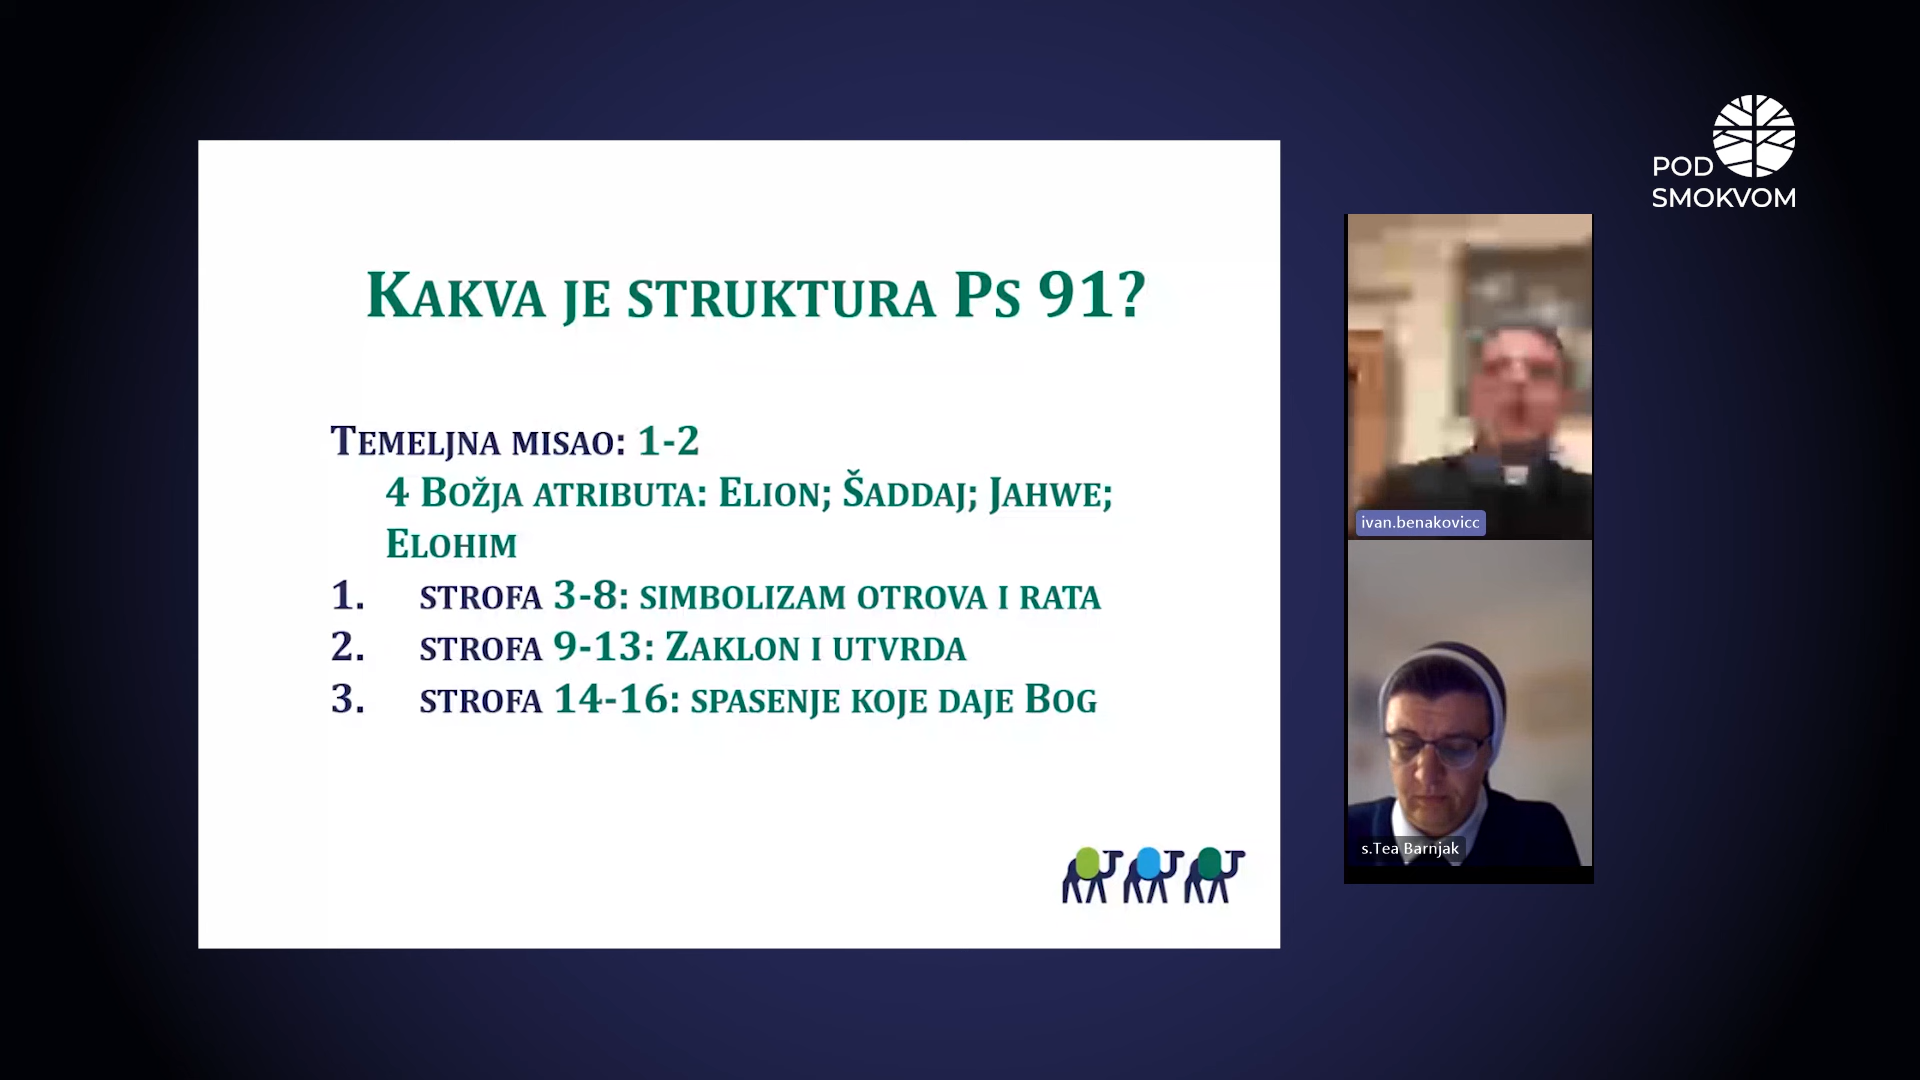 Kakva je struktura Ps 91?
Temeljna misao: 1-2
4 Božja atributa: Elion; Šaddaj; Jahwe;
Elohim
1. strofa 3-8: simbolizam otrova i rata
2. strofa 9-13: Zaklon i utvrda
3. strofa 14-16: spasenje koje daje Bog
POD
SMOKVOM
ivan.benakovicc
s.Tea Barnjak